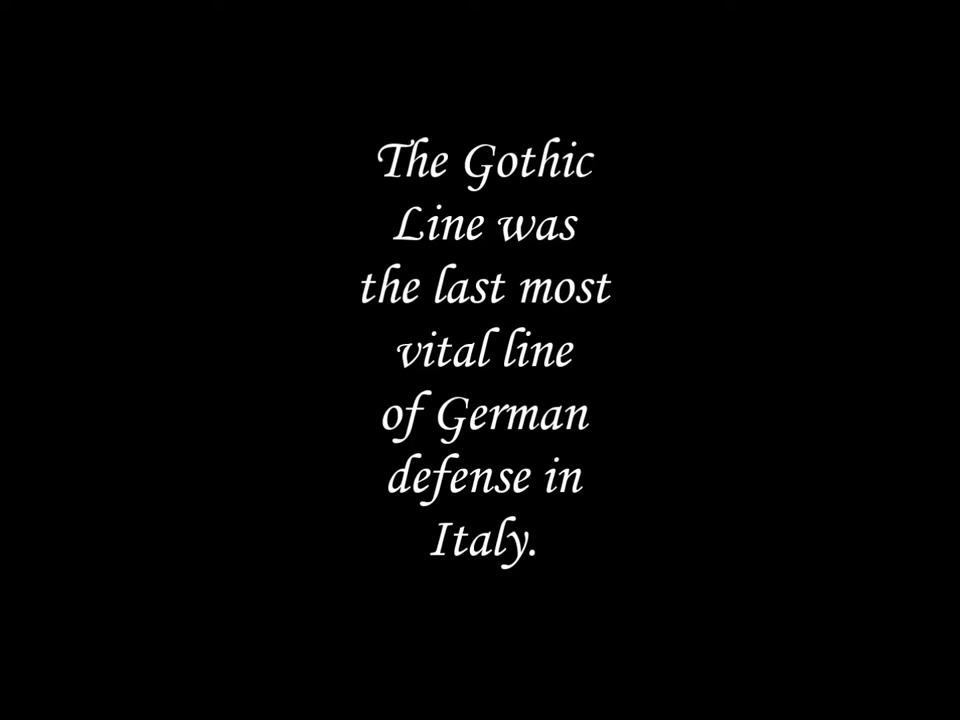 The Gothic
Line was
the last most
vital line
of German
defense in
Italy.